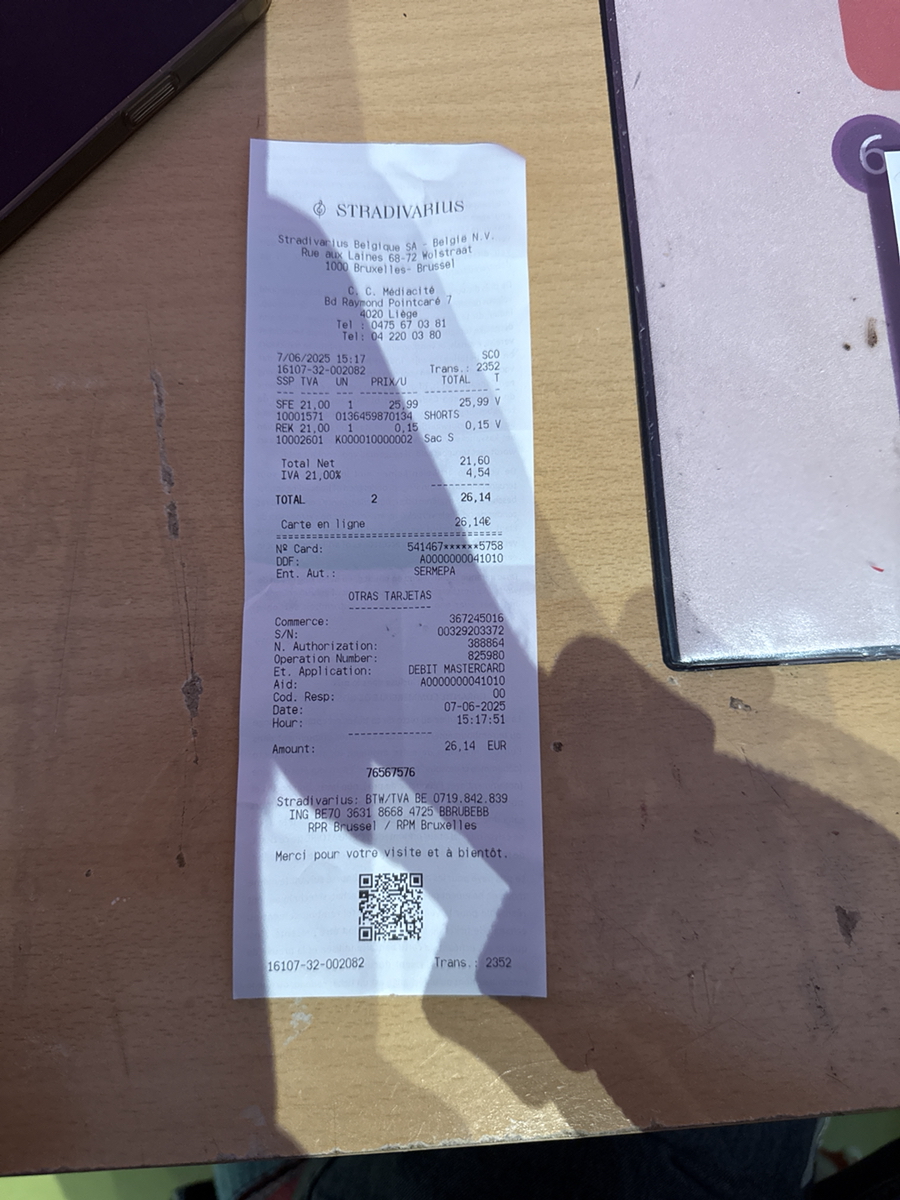 STRADIVARIUS
Stradivarius Belgique SA - Belgie N.V.
Rue aux Laines 68-72 Wolstraat
1000 Bruxelles- Brussel
C. C. Médiacité
Bd Raymond Pointcaré 7
4020 Liège
Tel : 0475 67 03 81
Tel: 04 220 03 80
7/06/2025 15:17 SCO
16107-32-002082 Trans.: 2352
SSP TVA UN PRIX/U TOTAL T
SFE 21,00 1 25,99 25,99 V
10001571 0136459870134 SHORTS
REK 21,00 1 0,15 0,15 V
10002601 K000010000002 Sac S
Total Net 21,60
IVA 21,00% 4,54
TOTAL 2 26,14
Carte en ligne 26,14€
Nº Card: 541467******5758
DDF: A0000000041010
Ent. Aut.: SERMEPA
OTRAS TARJETAS
Commerce: 367245016
S/N: 00329203372
N. Authorization: 388864
Operation Number: 825980
Et. Application: DEBIT MASTERCARD
Aid: A0000000041010
Cod. Resp: 00
Date: 07-06-2025
Hour: 15:17:51
Amount: 26,14 EUR
76567576
Stradivarius: BTW/TVA BE 0719.842.839
ING BE70 3631 8668 4725 BBRUBEBB
RPR Brussel / RPM Bruxelles
Merci pour votre visite et à bientôt.
16107-32-002082 Trans.: 2352
6